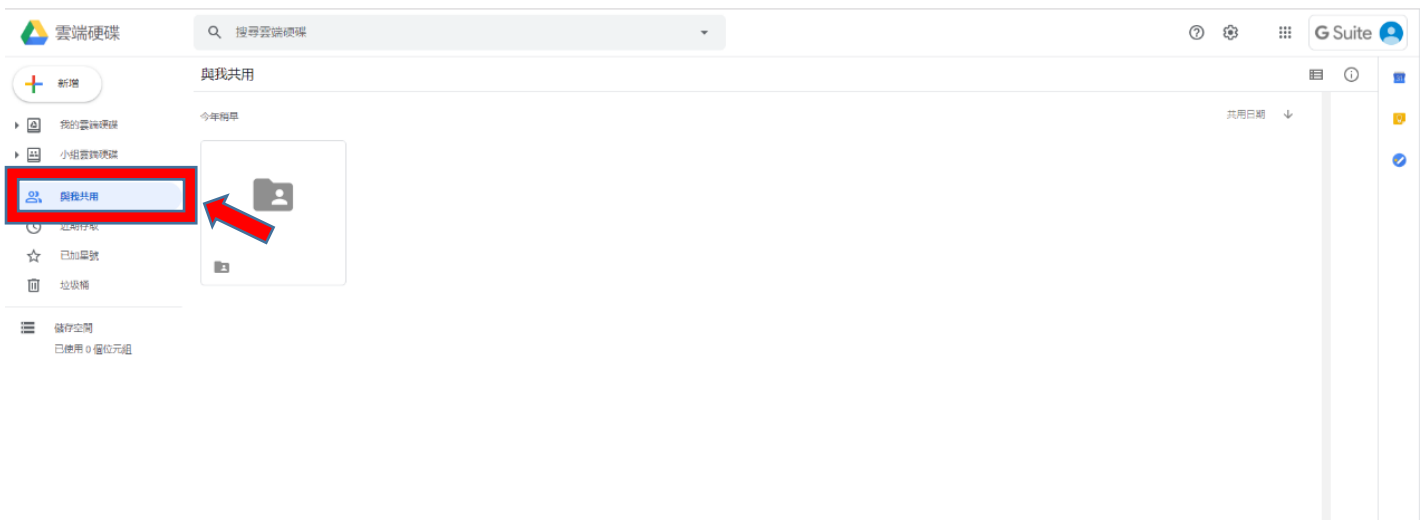 雲端硬碟
搜尋雲端硬碟
G Suite
新增
與我共用
今年稍早
共用日期
我的雲端硬碟
小組雲端硬碟
與我共用
近期存取
已加星號
垃圾桶
儲存空間
已使用 0 個位元組
31